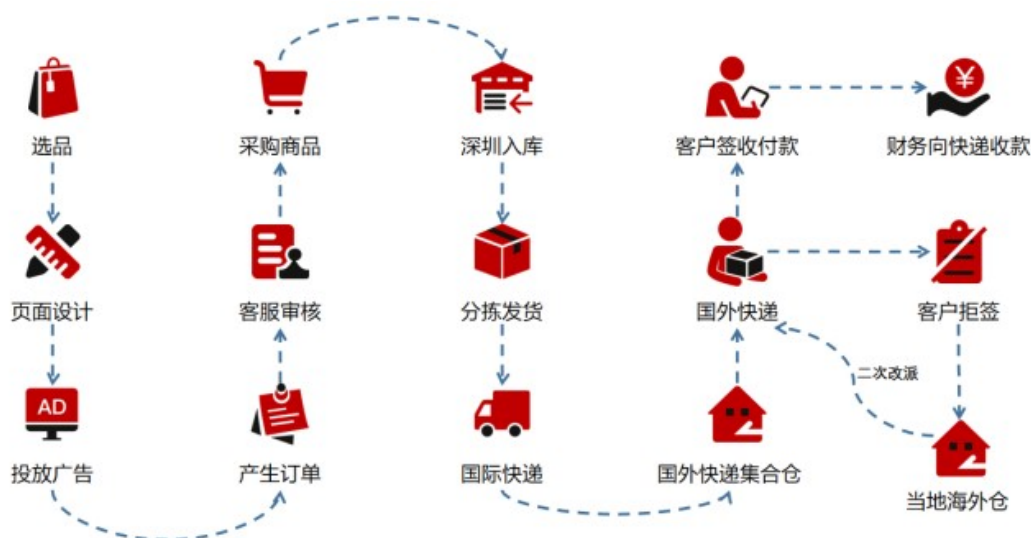 选品
采购商品
深圳入库
客户签收付款
¥
财务向快递收款
页面设计
客服审核
分拣发货
国外快递
客户拒签
二次改派
AD
投放广告
产生订单
国际快递
国外快递集合仓
当地海外仓